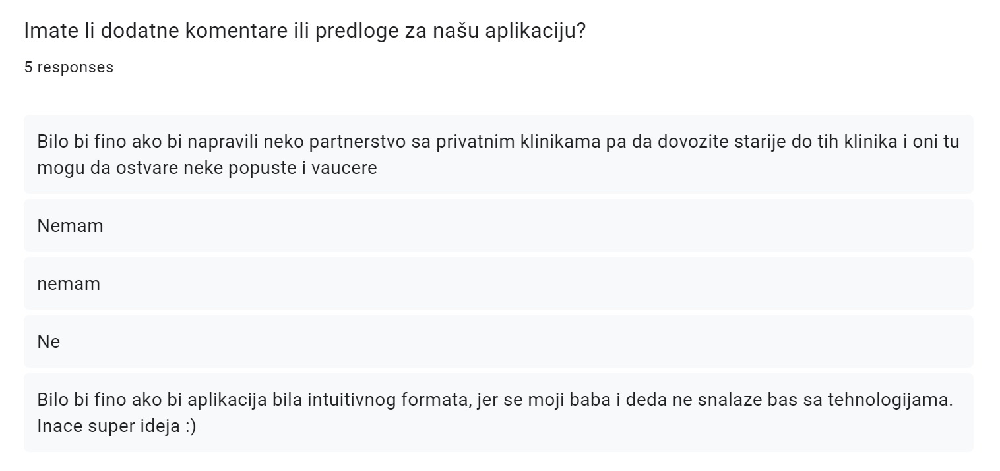 Imate li dodatne komentare ili predloge za našu aplikaciju?
5 responses
Bilo bi fino ako bi napravili neko partnerstvo sa privatnim klinikama pa da dovozite starije do tih klinika i oni tu
mogu da ostvare neke popuste i vaucere
Nemam
nemam
Ne
Bilo bi fino ako bi aplikacija bila intuitivnog formata, jer se moji baba i deda ne snalaze bas sa tehnologijama.
Inace super ideja :)